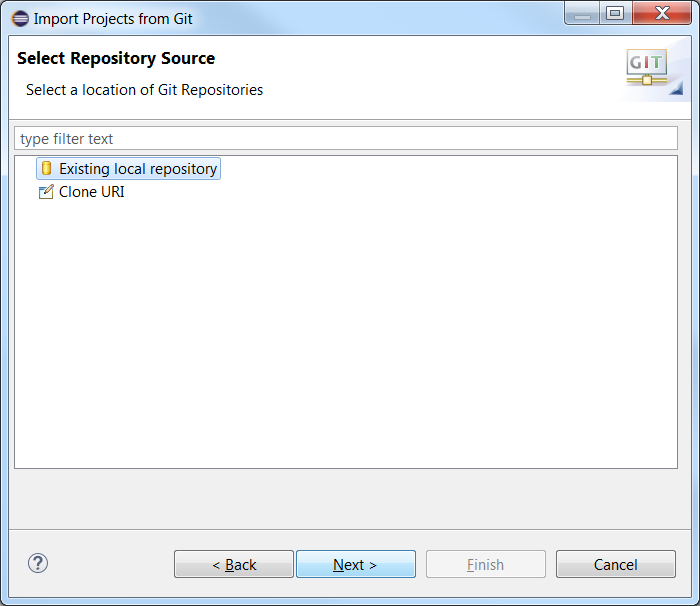 Import Projects from Git
Select Repository Source
Select a location of Git Repositories
GIT
type filter text
Existing local repository
Clone URI
?
< Back
Next >
Finish
Cancel